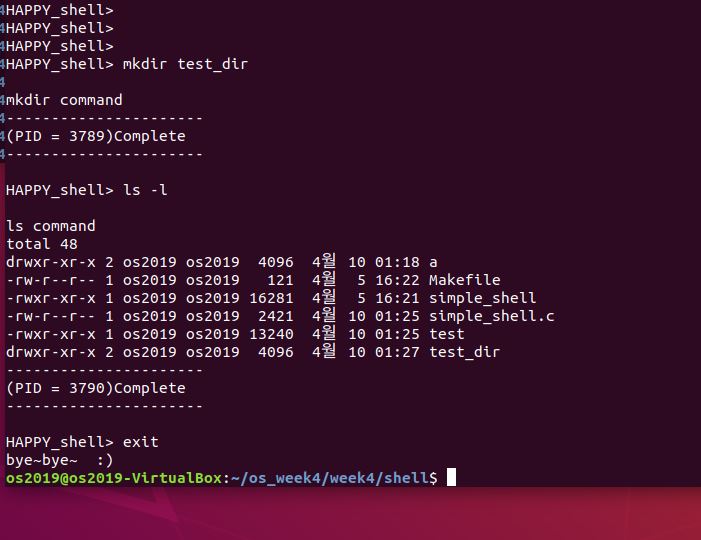 HAPPY_shell>
HAPPY_shell>
HAPPY_shell>
HAPPY_shell> mkdir test_dir
mkdir command
----------------------
(PID = 3789)Complete
----------------------
HAPPY_shell> ls -l
ls command
total 48
drwxr-xr-x 2 os2019 os2019  4096  4월 10 01:18 a
-rw-r--r-- 1 os2019 os2019   121  4월  5 16:22 Makefile
-rwxr-xr-x 1 os2019 os2019 16281  4월  5 16:21 simple_shell
-rw-r--r-- 1 os2019 os2019  2421  4월 10 01:25 simple_shell.c
-rwxr-xr-x 1 os2019 os2019 13240  4월 10 01:25 test
drwxr-xr-x 2 os2019 os2019  4096  4월 10 01:27 test_dir
----------------------
(PID = 3790)Complete
----------------------
HAPPY_shell> exit
bye~bye~  :)
os2019@os2019-VirtualBox:~/os_week4/week4/shell$